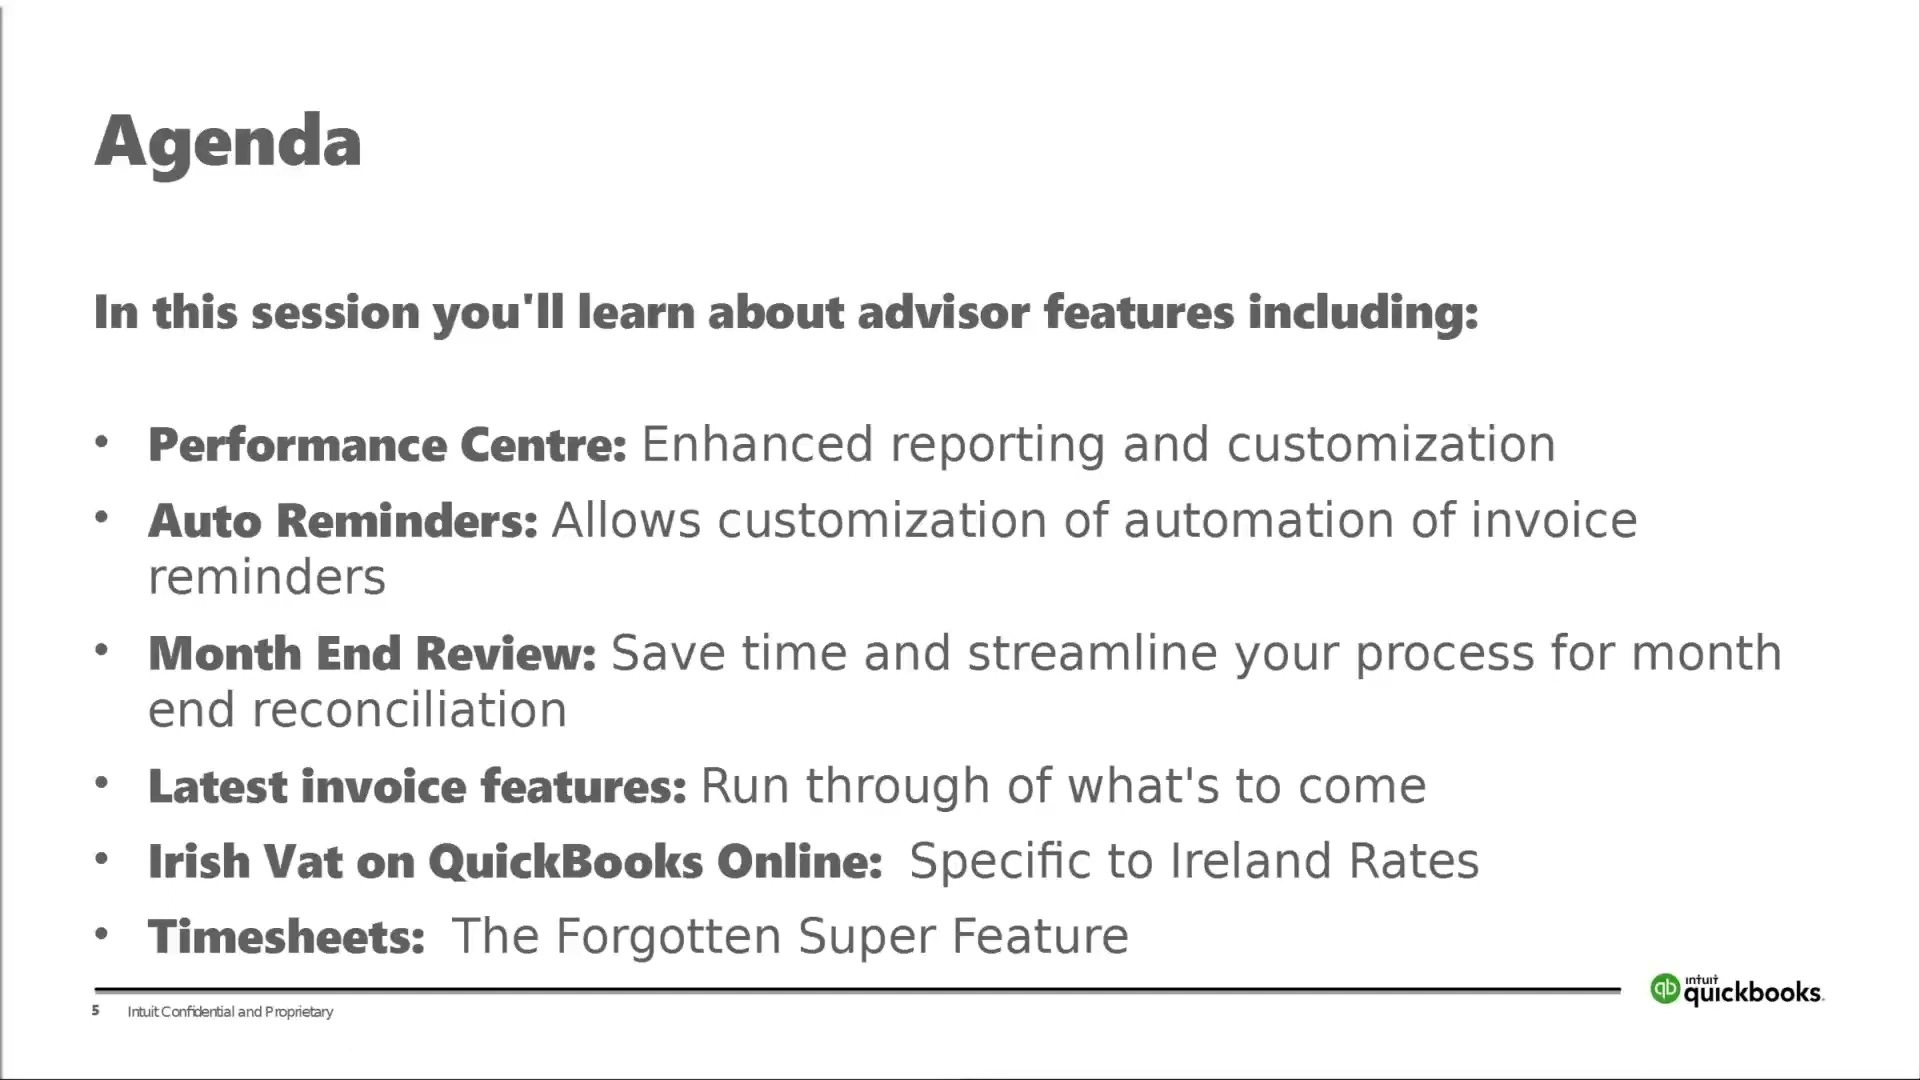 Agenda
In this session you'll learn about advisor features including:
• Performance Centre: Enhanced reporting and customization
• Auto Reminders: Allows customization of automation of invoice
reminders
• Month End Review: Save time and streamline your process for month
end reconciliation
• Latest invoice features: Run through of what's to come
• Irish Vat on QuickBooks Online:  Specific to Ireland Rates
• Timesheets:  The Forgotten Super Feature
5 Intuit Confidential and Proprietary
qb intuit
quickbooks.